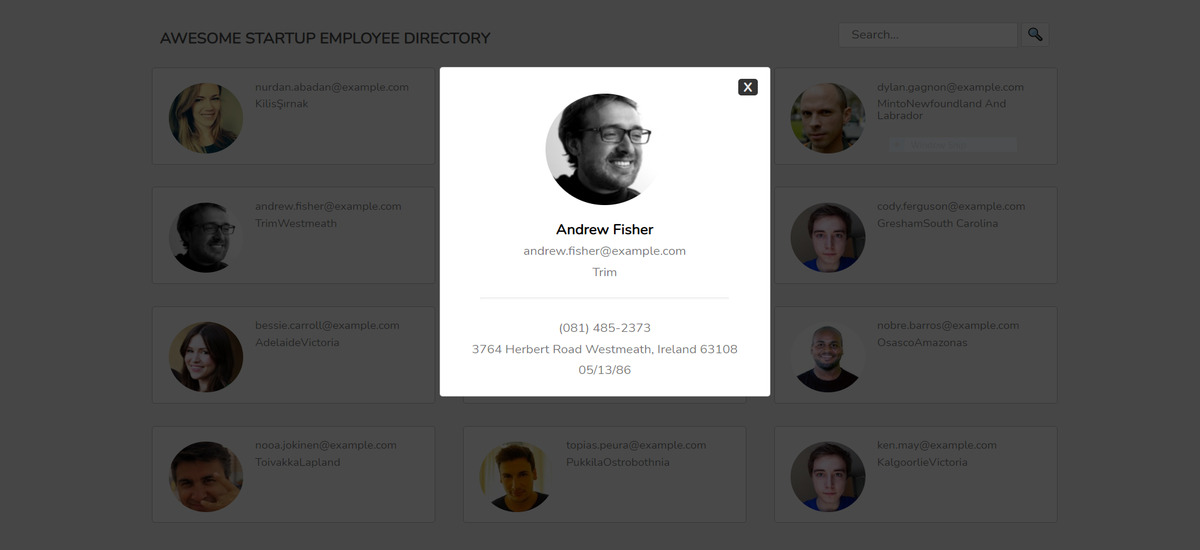 AWESOME STARTUP EMPLOYEE DIRECTORY
Search...
nurdan.abadan@example.com
KilisŞırnak
dylan.gagnon@example.com
MintoNewfoundland And
Labrador
andrew.fisher@example.com
TrimWestmeath
cody.ferguson@example.com
GreshamSouth Carolina
bessie.carroll@example.com
AdelaideVictoria
nobre.barros@example.com
OsascoAmazonas
nooa.jokinen@example.com
ToivakkaLapland
topias.peura@example.com
PukkilaOstrobothnia
ken.may@example.com
KalgoorlieVictoria
X
Andrew Fisher
andrew.fisher@example.com
Trim
(081) 485-2373
3764 Herbert Road Westmeath, Ireland 63108
05/13/86